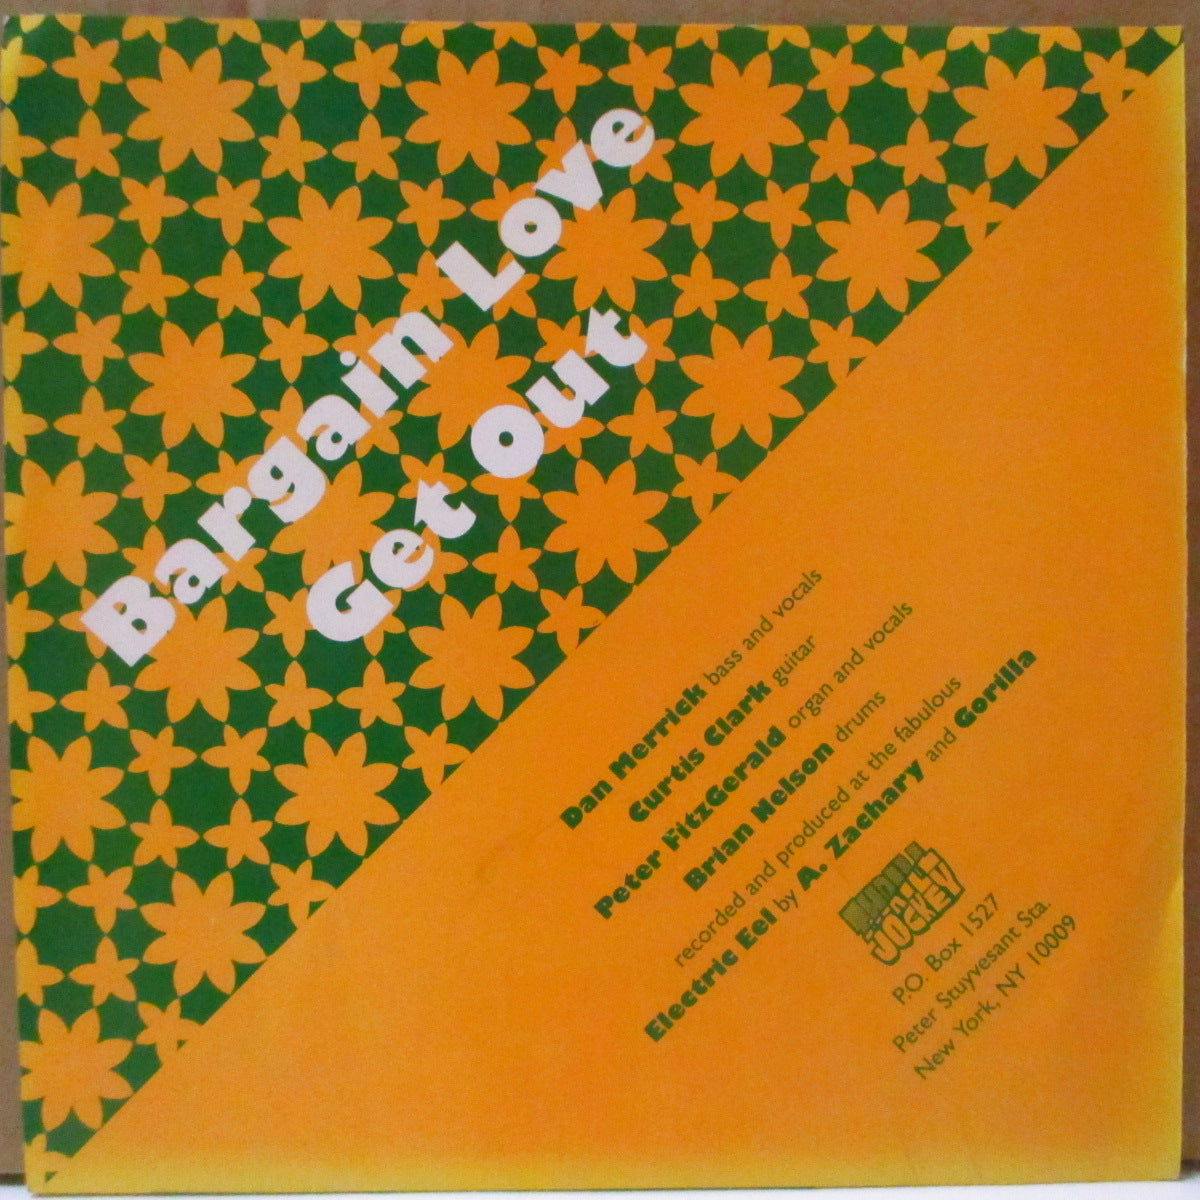 Bargain Love
Get Out
Dan Merrick bass and vocals
Curtis Clark guitar
Peter FitzGerald organ and vocals
Brian Nelson drums
recorded and produced at the fabulous
Electric Eel by A. Zachary and Gorilla
JOCKEY
P.O. Box 1527
Peter Stuyvesant Sta.
New York, NY 10009